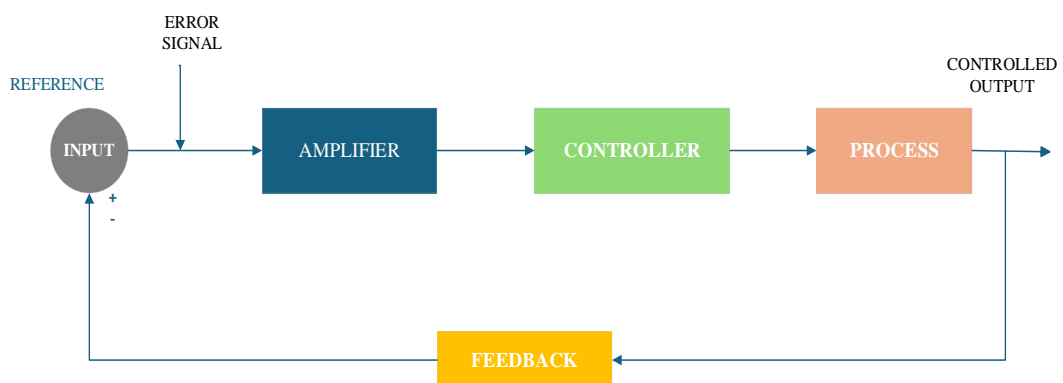 ERROR
SIGNAL
CONTROLLED
OUTPUT
REFERENCE
INPUT
AMPLIFIER
CONTROLLER
PROCESS
+
-
FEEDBACK